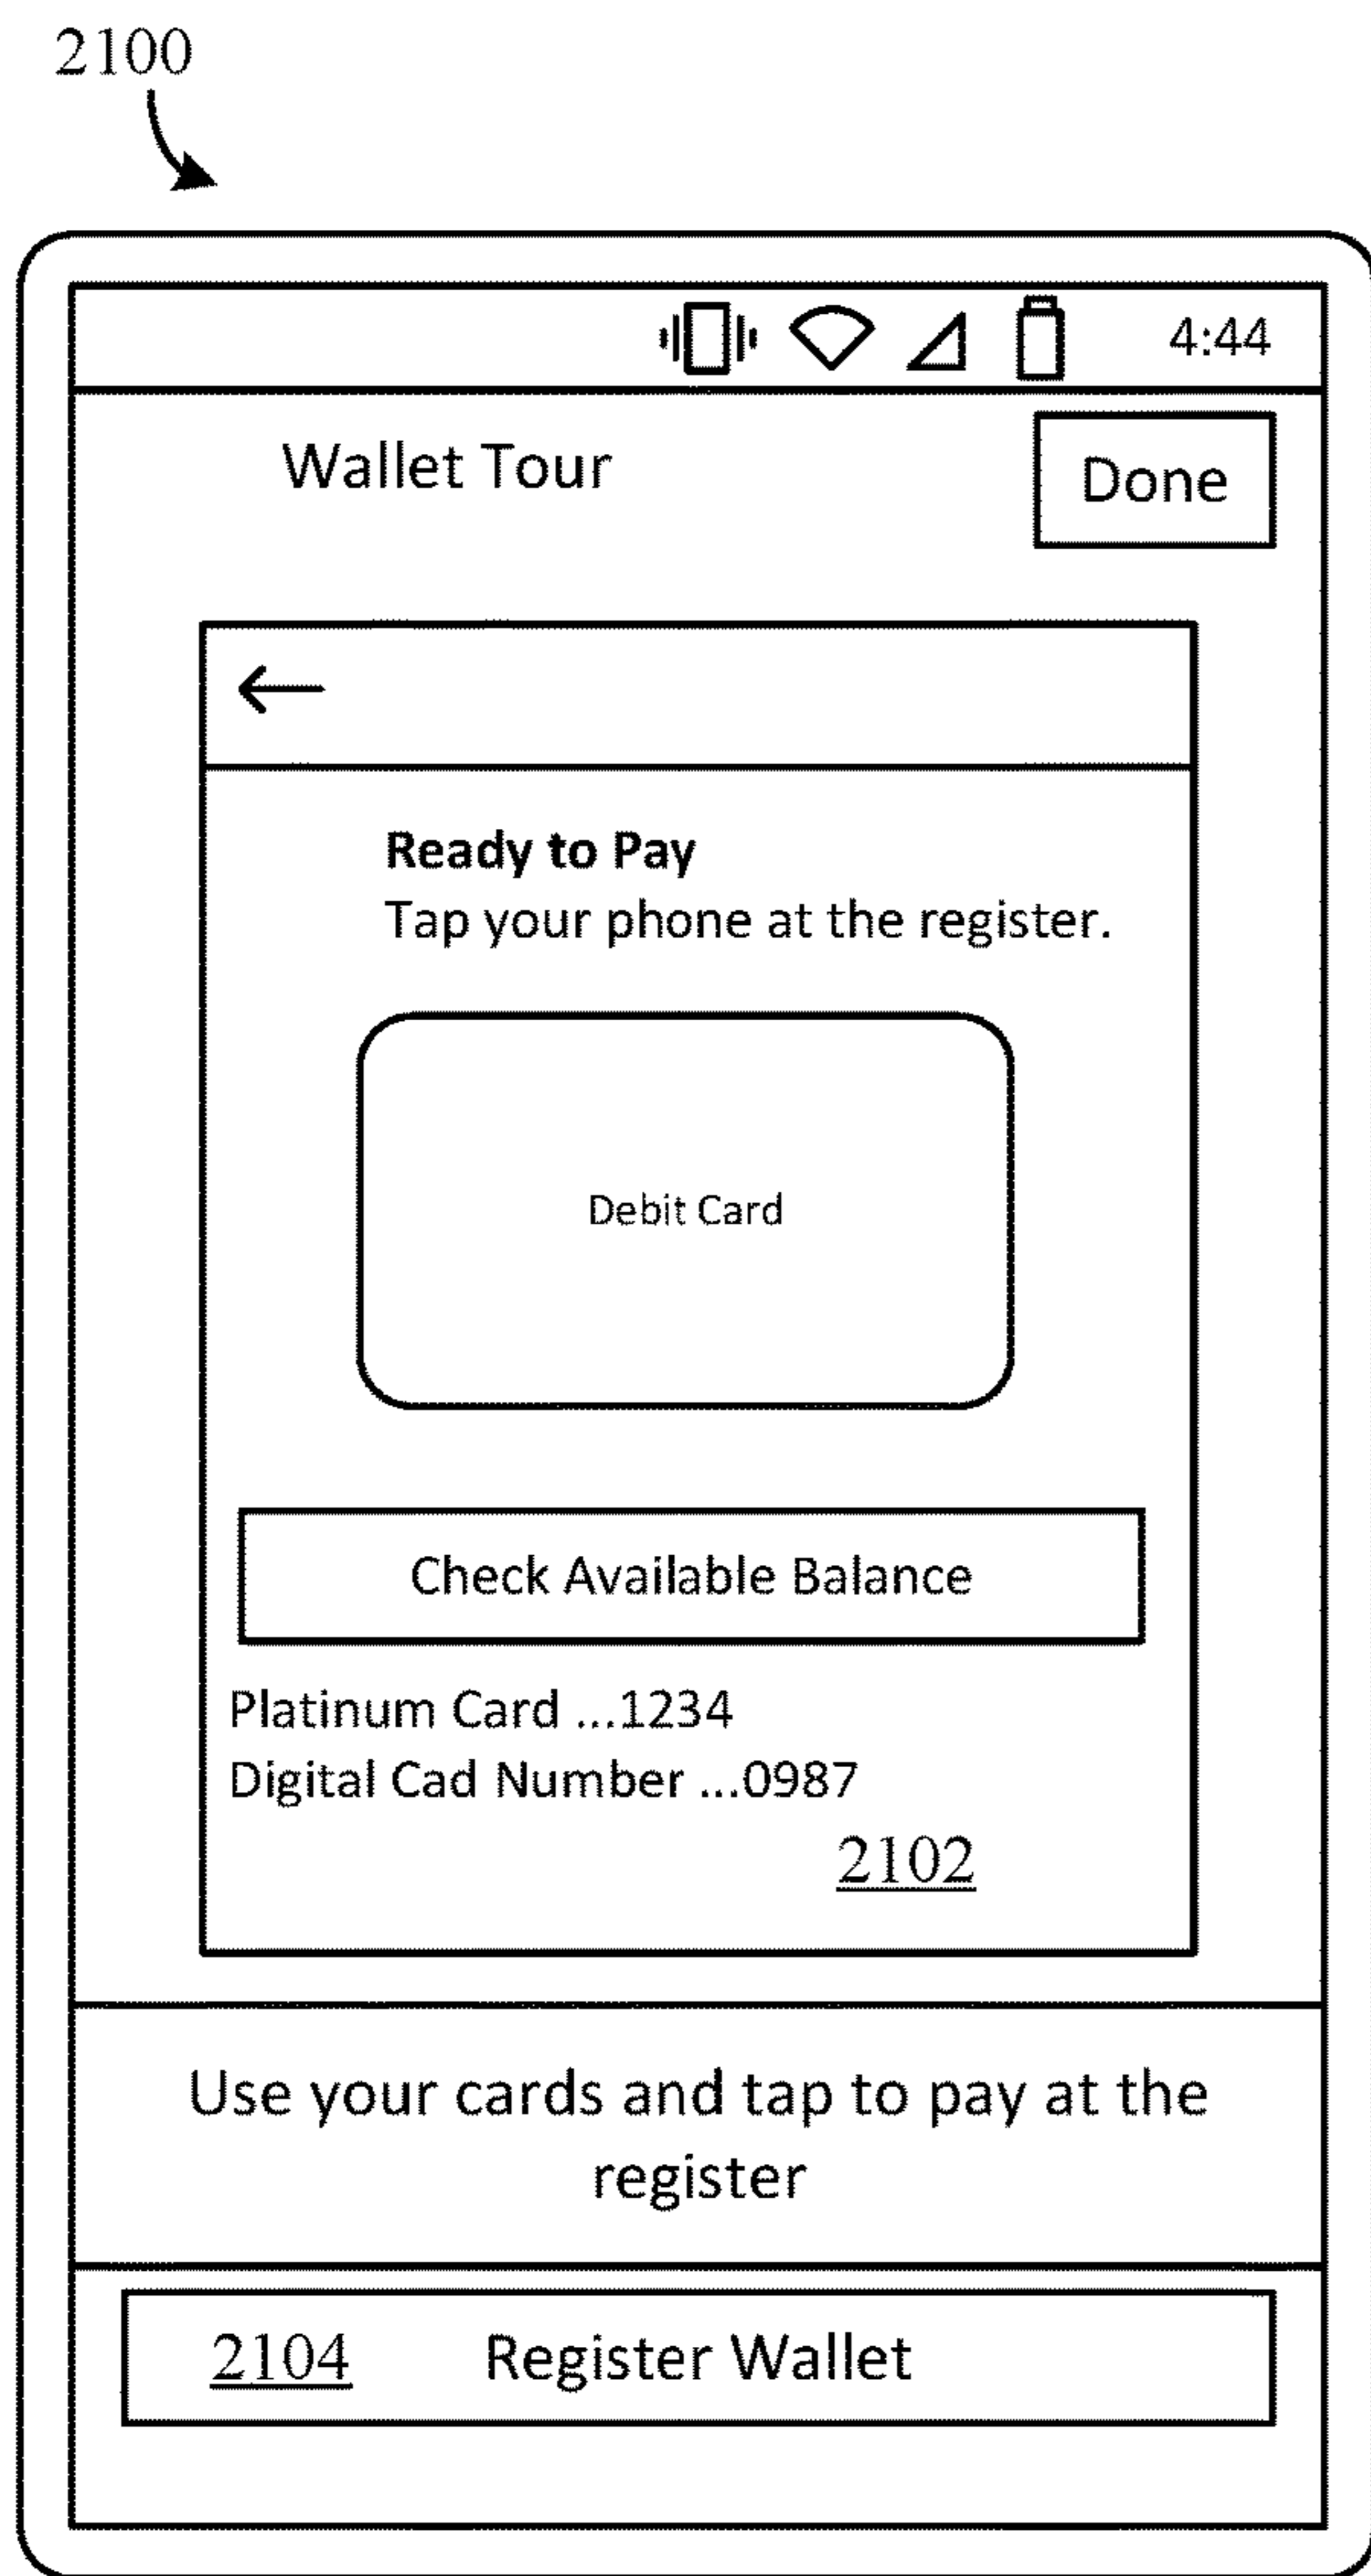 2100
4:44
Wallet Tour
Done
Ready to Pay
Tap your phone at the register.
Debit Card
Check Available Balance
Platinum Card ...1234
Digital Cad Number ...0987
2102
Use your cards and tap to pay at the
register
2104 Register Wallet